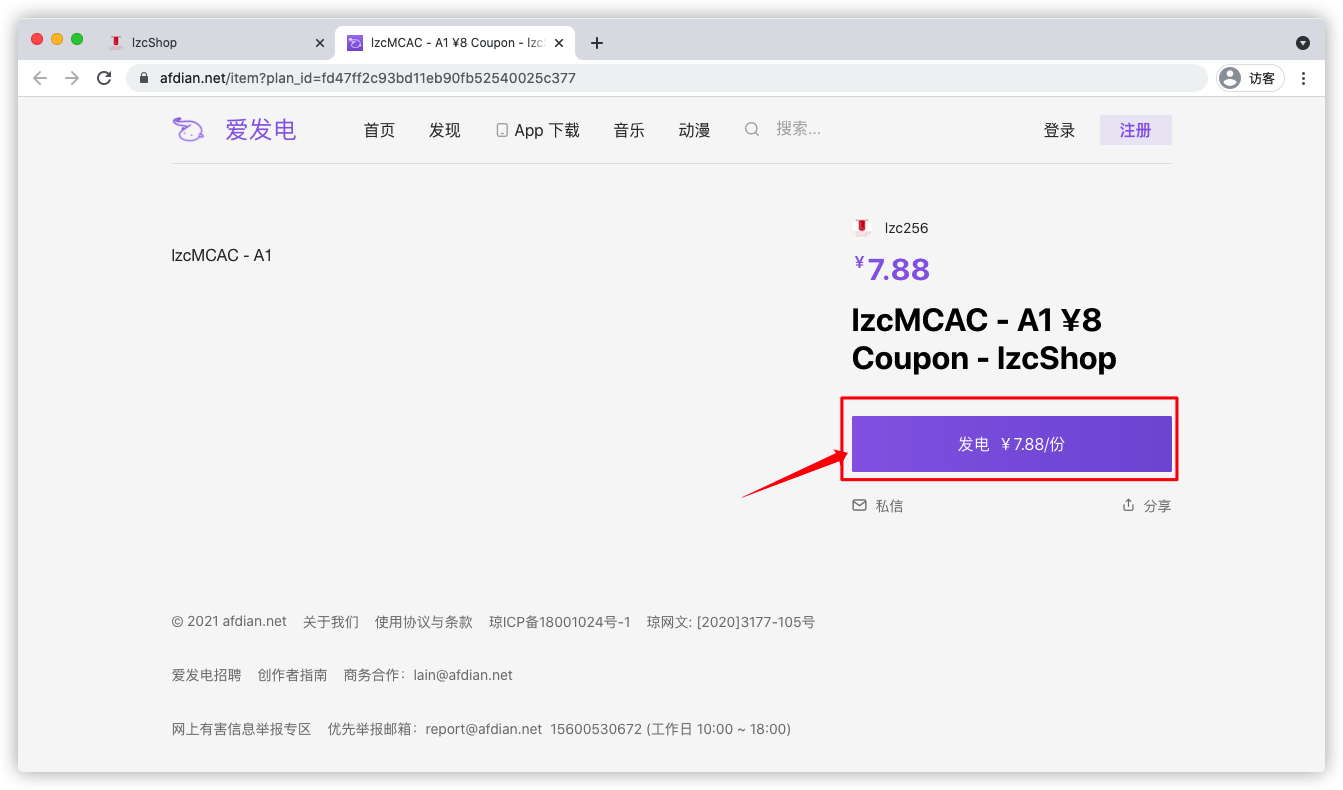 lzcShop
lzcMCAC - A1 ¥8 Coupon - lzcS
afdian.net/item?plan_id=fd47ff2c93bd11eb90fb52540025c377
访客
爱发电 首页 发现 App 下载 音乐 动漫 搜索... 登录 注册
lzc256
lzcMCAC - A1
¥7.88
lzcMCAC - A1 ¥8
Coupon - lzcShop
发电 ¥7.88/份
私信 分享
© 2021 afdian.net 关于我们 使用协议与条款 琼ICP备18001024号-1 琼网文: [2020]3177-105号
爱发电招聘 创作者指南 商务合作：lain@afdian.net
网上有害信息举报专区 优先举报邮箱：report@afdian.net 15600530672 (工作日 10:00 ~ 18:00)